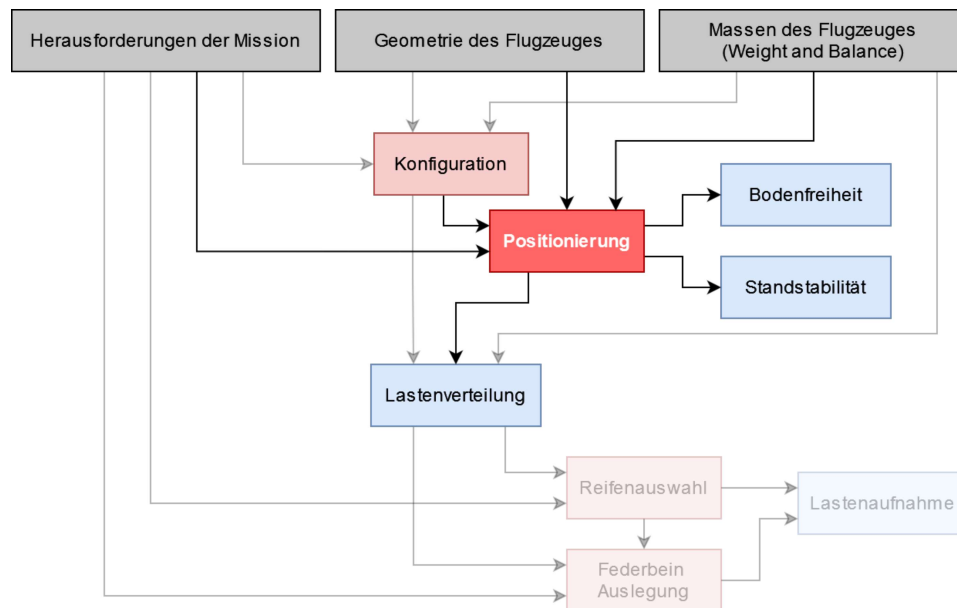 Herausforderungen der Mission
Geometrie des Flugzeuges
Massen des Flugzeuges
(Weight and Balance)
Konfiguration
Bodenfreiheit
Positionierung
Standstabilität
Lastenverteilung
Reifenauswahl
Lastenaufnahme
Federbein
Auslegung